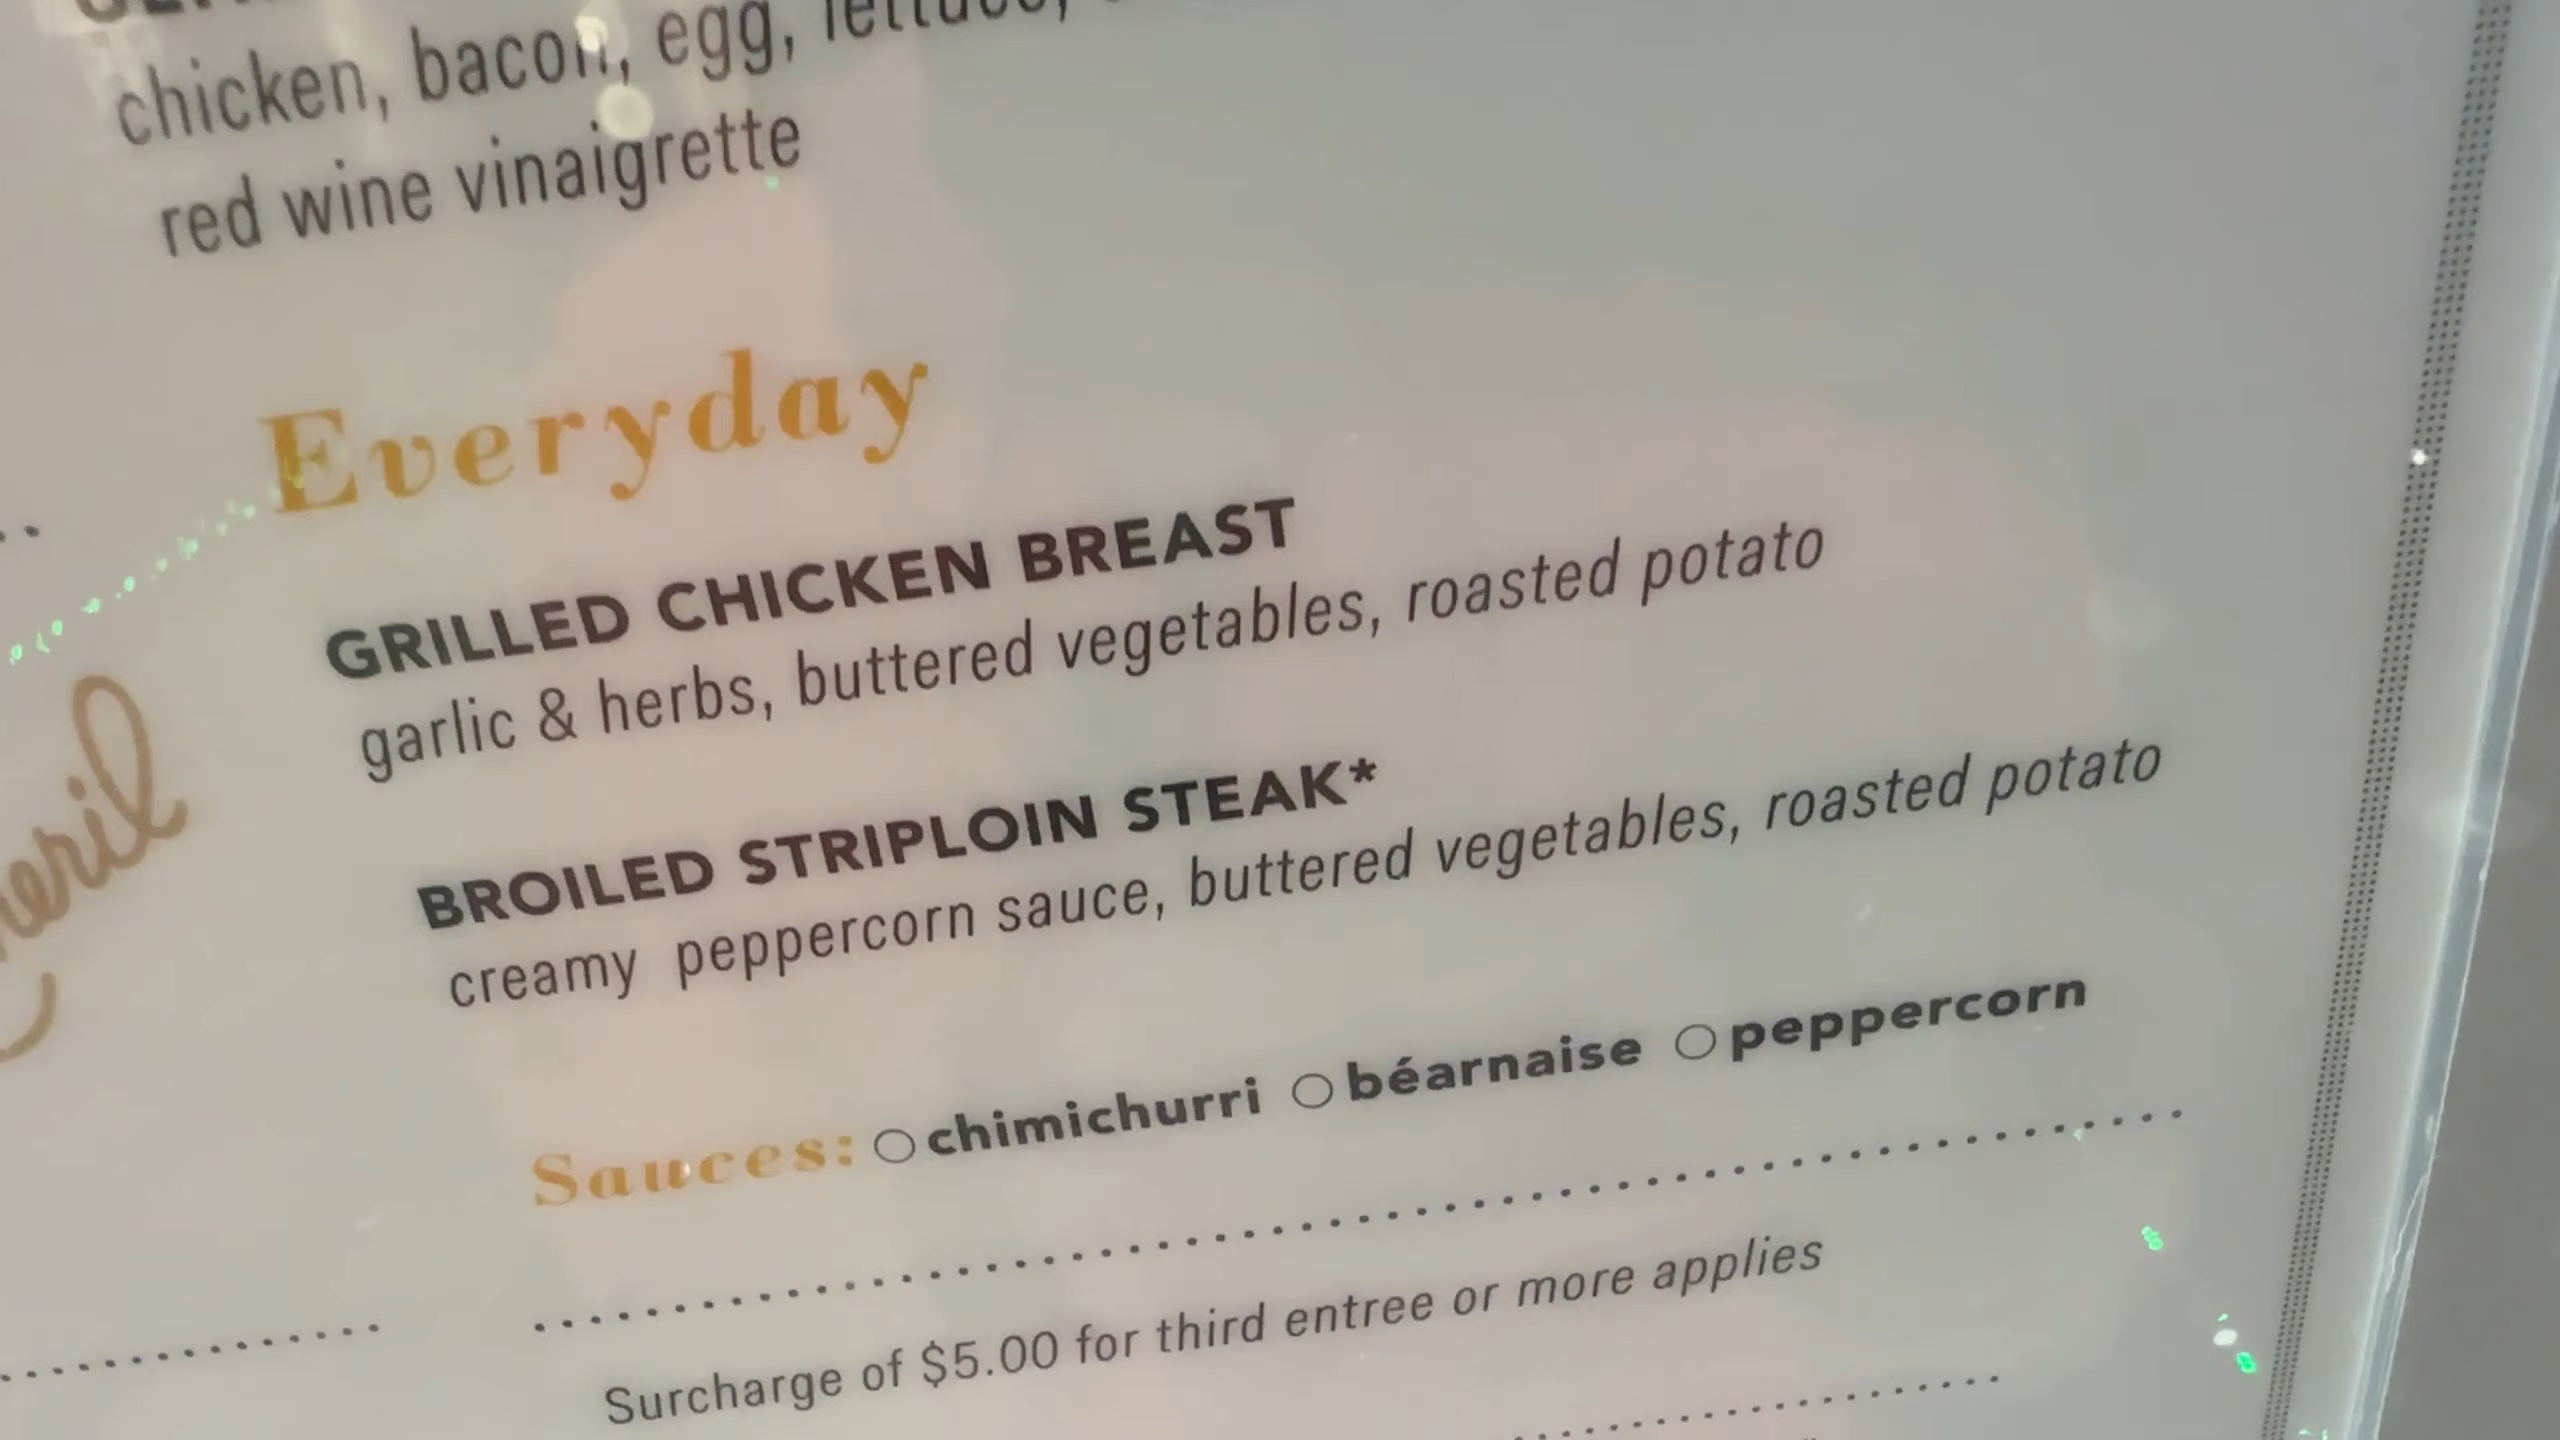 chicken, bacon, egg, lettuce,
red wine vinaigrette
Everyday
GRILLED CHICKEN BREAST
garlic & herbs, buttered vegetables, roasted potato
BROILED STRIPLOIN STEAK*
creamy peppercorn sauce, buttered vegetables, roasted potato
Sauces: chimichurri béarnaise peppercorn
Surcharge of $5.00 for third entree or more applies